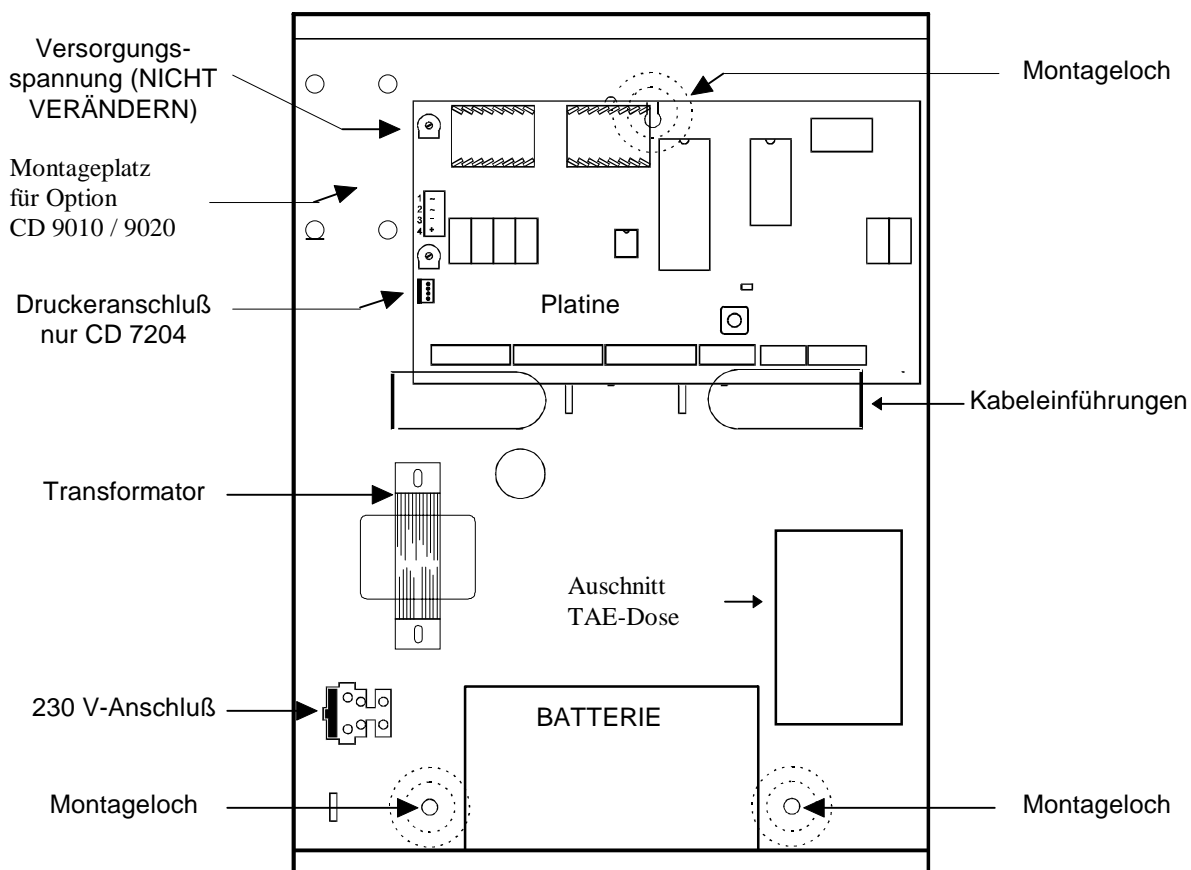 Versorgungs-
spannung (NICHT
VERÄNDERN)
Montageloch
Montageplatz
für Option
CD 9010 / 9020
1 -
2 ~
3 -
4 +
Druckeranschluß
nur CD 7204
Platine
Kabeleinführungen
Transformator
Auschnitt
TAE-Dose
230 V-Anschluß
BATTERIE
Montageloch
Montageloch